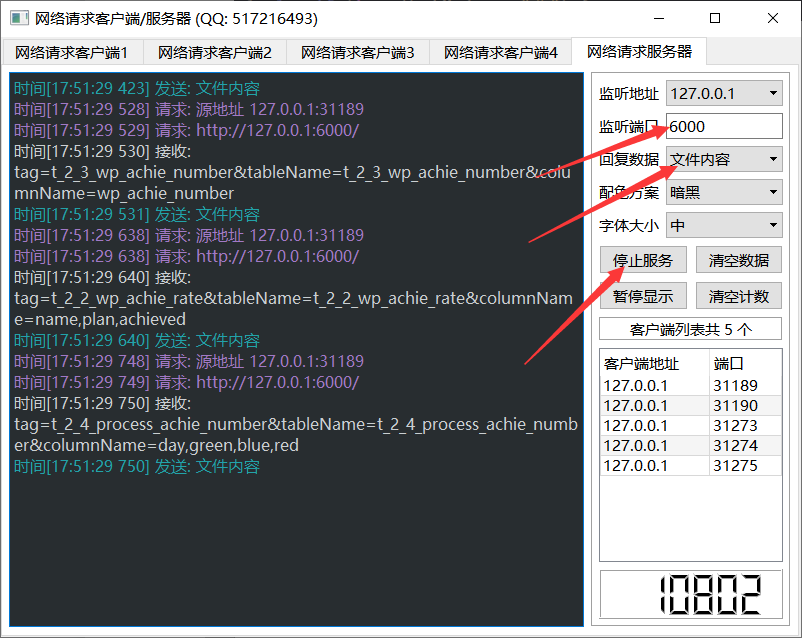 网络请求客户端/服务器 (QQ: 517216493)
网络请求客户端1 网络请求客户端2 网络请求客户端3 网络请求客户端4 网络请求服务器
时间[17:51:29 423] 发送: 文件内容
时间[17:51:29 528] 请求: 源地址 127.0.0.1:31189
时间[17:51:29 529] 请求: http://127.0.0.1:6000/
时间[17:51:29 530] 接收:
tag=t_2_3_wp_achie_number&tableName=t_2_3_wp_achie_number&colu
mnName=wp_achie_number
时间[17:51:29 531] 发送: 文件内容
时间[17:51:29 638] 请求: 源地址 127.0.0.1:31189
时间[17:51:29 638] 请求: http://127.0.0.1:6000/
时间[17:51:29 640] 接收:
tag=t_2_2_wp_achie_rate&tableName=t_2_2_wp_achie_rate&columnNam
e=name,plan,achieved
时间[17:51:29 640] 发送: 文件内容
时间[17:51:29 748] 请求: 源地址 127.0.0.1:31189
时间[17:51:29 749] 请求: http://127.0.0.1:6000/
时间[17:51:29 750] 接收:
tag=t_2_4_process_achie_number&tableName=t_2_4_process_achie_numb
er&columnName=day,green,blue,red
时间[17:51:29 750] 发送: 文件内容
监听地址 127.0.0.1
监听端口 6000
回复数据 文件内容
配色方案 暗黑
字体大小 中
停止服务 清空数据
暂停显示 清空计数
客户端列表共 5 个
客户端地址 端口
127.0.0.1 31189
127.0.0.1 31190
127.0.0.1 31273
127.0.0.1 31274
127.0.0.1 31275
10802